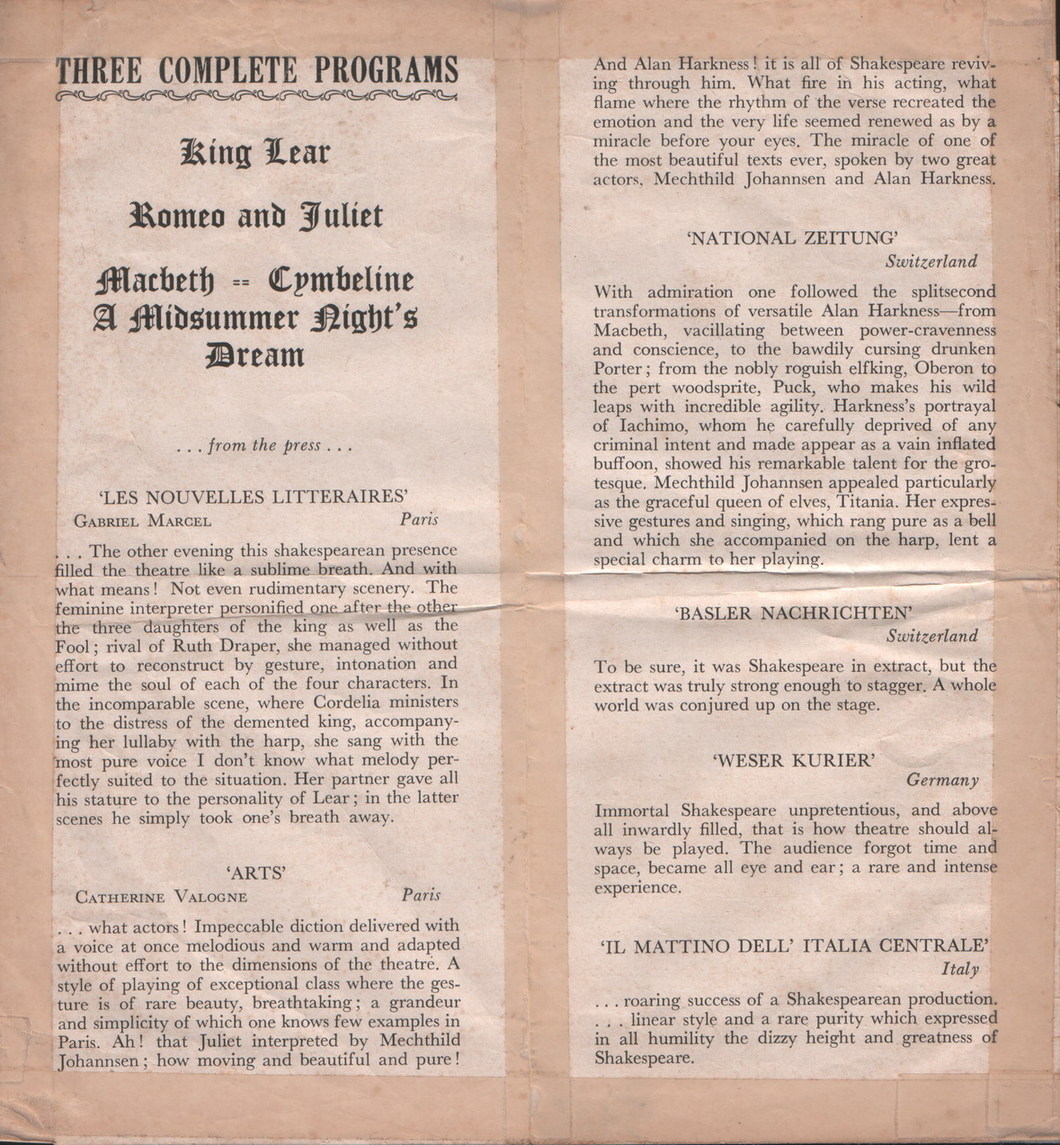 THREE COMPLETE PROGRAMS
King Lear
Romeo and Juliet
Macbeth == Cymbeline
A Midsummer Night's
Dream
. . . from the press . . .
'LES NOUVELLES LITTERAIRES'
GABRIEL MARCEL Paris
. . . The other evening this shakespearean presence
filled the theatre like a sublime breath. And with
what means! Not even rudimentary scenery. The
feminine interpreter personified one after the other
the three daughters of the king as well as the
Fool; rival of Ruth Draper, she managed without
effort to reconstruct by gesture, intonation and
mime the soul of each of the four characters. In
the incomparable scene, where Cordelia ministers
to the distress of the demented king, accompany-
ing her lullaby with the harp, she sang with the
most pure voice I don't know what melody per-
fectly suited to the situation. Her partner gave all
his stature to the personality of Lear; in the latter
scenes he simply took one's breath away.
'ARTS'
CATHERINE VALOGNE Paris
. . . what actors! Impeccable diction delivered with
a voice at once melodious and warm and adapted
without effort to the dimensions of the theatre. A
style of playing of exceptional class where the ges-
ture is of rare beauty, breathtaking; a grandeur
and simplicity of which one knows few examples in
Paris. Ah! that Juliet interpreted by Mechthild
Johannsen; how moving and beautiful and pure!
And Alan Harkness! it is all of Shakespeare reviv-
ing through him. What fire in his acting, what
flame where the rhythm of the verse recreated the
emotion and the very life seemed renewed as by a
miracle before your eyes. The miracle of one of
the most beautiful texts ever, spoken by two great
actors, Mechthild Johannsen and Alan Harkness.
'NATIONAL ZEITUNG'
Switzerland
With admiration one followed the splitsecond
transformations of versatile Alan Harkness—from
Macbeth, vacillating between power-cravenness
and conscience, to the bawdily cursing drunken
Porter; from the nobly roguish elfking, Oberon to
the pert woodsprite, Puck, who makes his wild
leaps with incredible agility. Harkness's portrayal
of Iachimo, whom he carefully deprived of any
criminal intent and made appear as a vain inflated
buffoon, showed his remarkable talent for the gro-
tesque. Mechthild Johannsen appealed particularly
as the graceful queen of elves, Titania. Her expres-
sive gestures and singing, which rang pure as a bell
and which she accompanied on the harp, lent a
special charm to her playing.
'BASLER NACHRICHTEN'
Switzerland
To be sure, it was Shakespeare in extract, but the
extract was truly strong enough to stagger. A whole
world was conjured up on the stage.
'WESER KURIER'
Germany
Immortal Shakespeare unpretentious, and above
all inwardly filled, that is how theatre should al-
ways be played. The audience forgot time and
space, became all eye and ear; a rare and intense
experience.
'IL MATTINO DELL' ITALIA CENTRALE'
Italy
. . . roaring success of a Shakespearean production.
. . . linear style and a rare purity which expressed
in all humility the dizzy height and greatness of
Shakespeare.